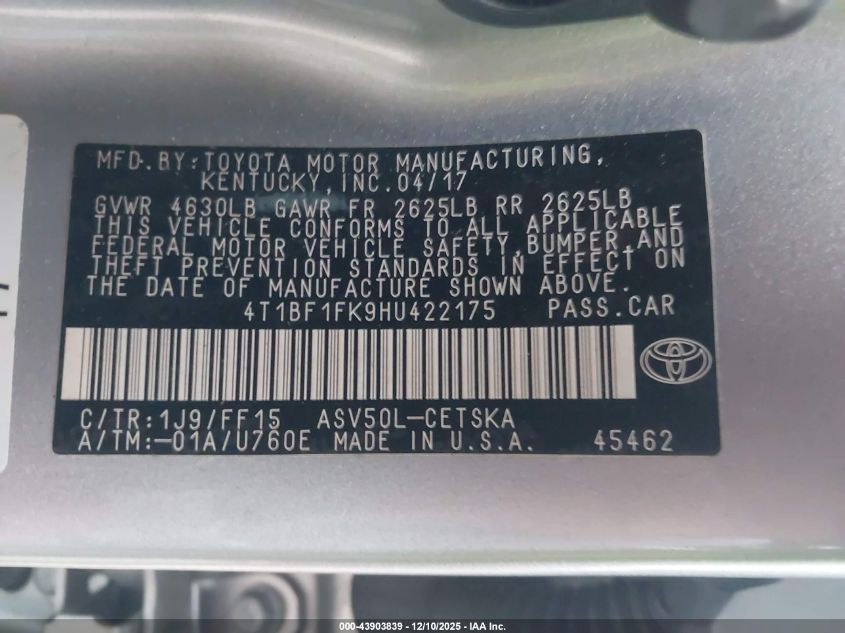 MFD.BY:TOYOTA MOTOR MANUFACTURING,
KENTUCKY,INC.04/17
GVWR 4630LB GAWR FR 2625LB RR 2625LB
THIS VEHICLE CONFORMS TO ALL APPLICABLE
FEDERAL MOTOR VEHICLE SAFETY,BUMPER,AND
THEFT PREVENTION STANDARDS IN EFFECT ON
THE DATE OF MANUFACTURE SHOWN ABOVE.
4T1BF1FK9HU422175 PASS.CAR
C/TR:1J9/FF15 ASV50L-CETSKA
A/TM:-01A/U760E MADE IN U.S.A. 45462
000-43903839 - 12/10/2025 - IAA Inc.